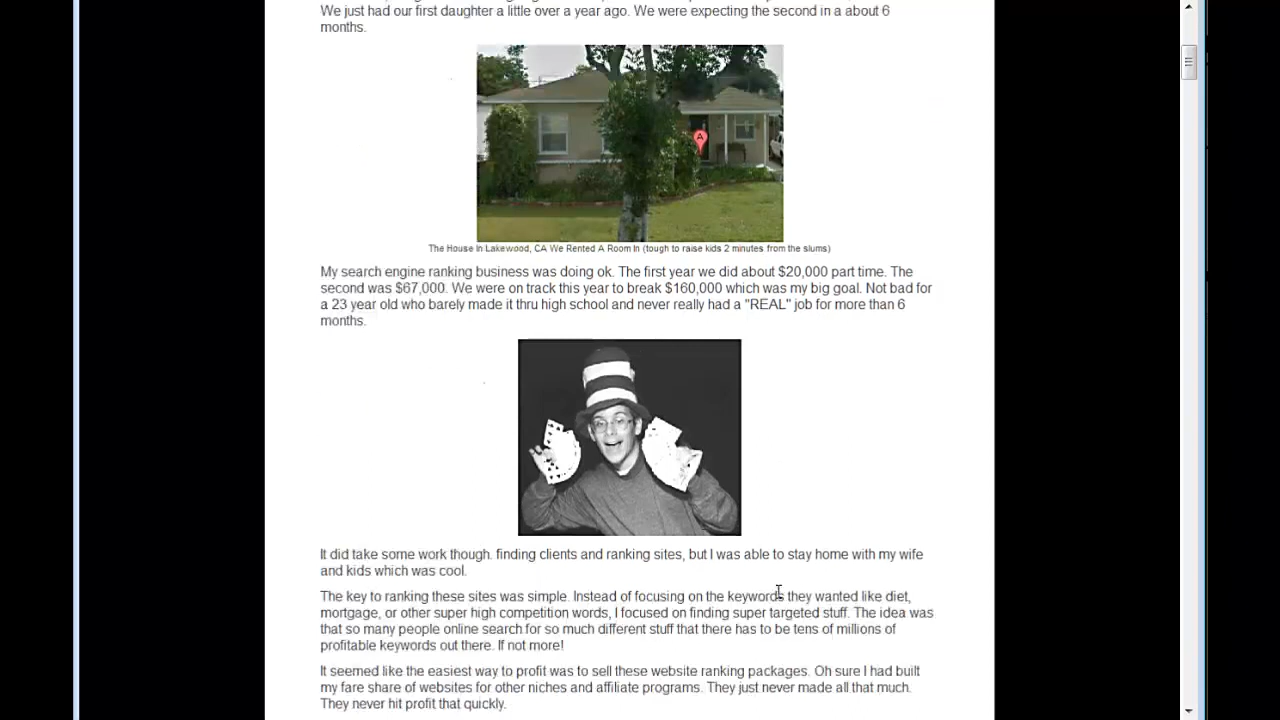 We just had our first daughter a little over a year ago. We were expecting the second in a about 6
months.
A
The House In Lakewood, CA We Rented A Room In (tough to raise kids 2 minutes from the slums)
My search engine ranking business was doing ok. The first year we did about $20,000 part time. The
second was $67,000. We were on track this year to break $160,000 which was my big goal. Not bad for
a 23 year old who barely made it thru high school and never really had a "REAL" job for more than 6
months.
It did take some work though. finding clients and ranking sites, but I was able to stay home with my wife
and kids which was cool.
The key to ranking these sites was simple. Instead of focusing on the keywords they wanted like diet,
mortgage, or other super high competition words, I focused on finding super targeted stuff. The idea was
that so many people online search for so much different stuff that there has to be tens of millions of
profitable keywords out there. If not more!
It seemed like the easiest way to profit was to sell these website ranking packages. Oh sure I had built
my fare share of websites for other niches and affiliate programs. They just never made all that much.
They never hit profit that quickly.